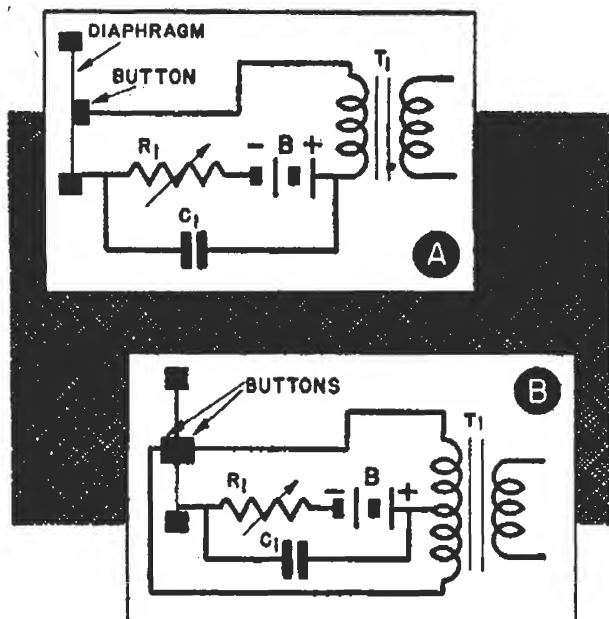 DIAPHRAGM
BUTTON
T1
R1
- B +
C1
A
B
BUTTONS
T1
R1
- B +
C1